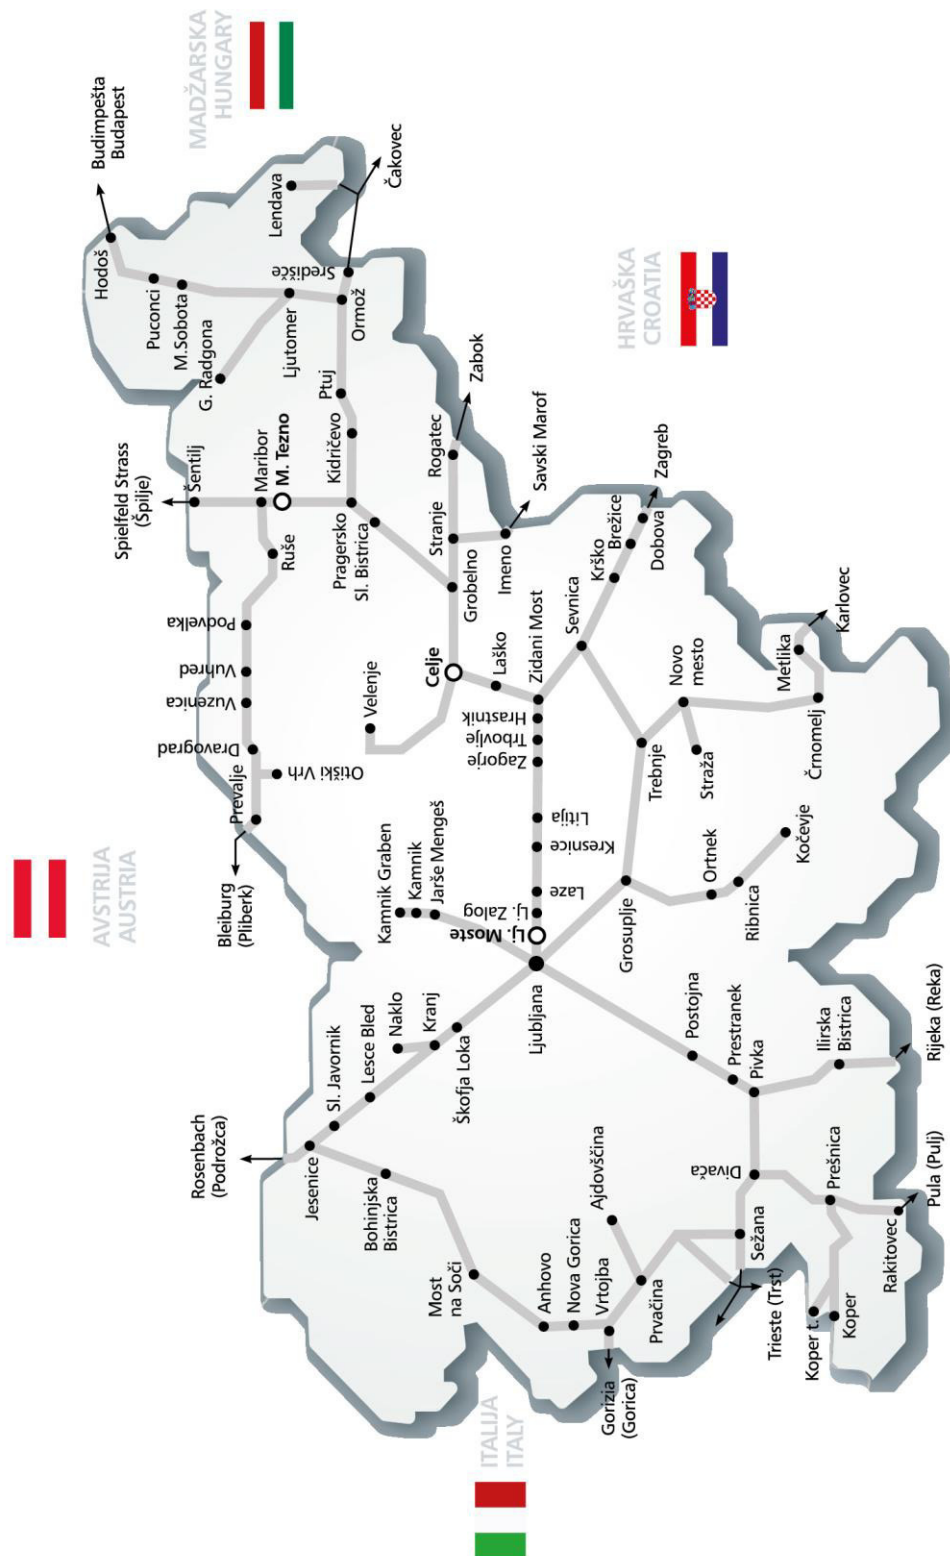 AVSTRIJA
AUSTRIA
MADŽARSKA
HUNGARY
HRVAŠKA
CROATIA
ITALIJA
ITALY
Rosenbach
(Podrožca)
Bleiburg
(Pliberk)
Spielfeld Strass
(Špilje)
Budimpešta
Budapest
Čakovec
Zabok
Savski Marof
Zagreb
Karlovec
Rijeka (Reka)
Pula (Pulj)
Trieste (Trst)
Gorizia
(Gorica)
Hodoš
Puconci
M.Sobota
G. Radgona
Ljutomer
Lendava
Središče
Ormož
Ptuj
Kidričevo
Pragersko
Sl. Bistrica
Šentilj
Maribor
M. Tezno
Ruše
Podvelka
Vuhred
Vuzenica
Dravograd
Otiški Vrh
Prevalje
Velenje
Celje
Grobelno
Stranje
Rogatec
Imeno
Laško
Zidani Most
Hrastnik
Trbovlje
Zagorje
Litija
Kresnice
Laze
Lj. Zalog
Lj. Moste
Ljubljana
Kamnik Graben
Kamnik
Jarše Mengeš
Sevnica
Krško
Brežice
Dobova
Trebnje
Novo
mesto
Straža
Metlika
Črnomelj
Grosuplje
Ortnek
Ribnica
Kočevje
Škofja Loka
Kranj
Naklo
Lesce Bled
Sl. Javornik
Jesenice
Bohinjska
Bistrica
Most
na Soči
Anhovo
Nova Gorica
Vrtojba
Prvačina
Ajdovščina
Sežana
Divača
Postojna
Prestranek
Pivka
Ilirska
Bistrica
Prešnica
Rakitovec
Koper t.
Koper